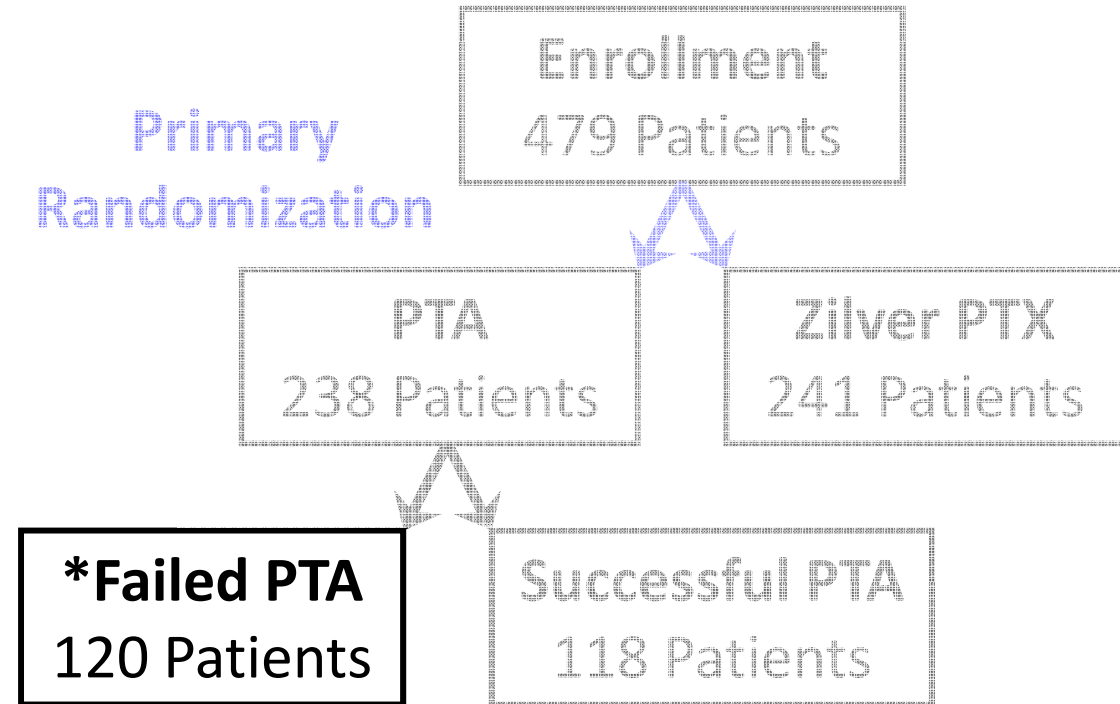 Enrollment
479 Patients
Primary
Randomization
PTA
238 Patients
Zilver PTX
241 Patients
*Failed PTA
120 Patients
Successful PTA
118 Patients